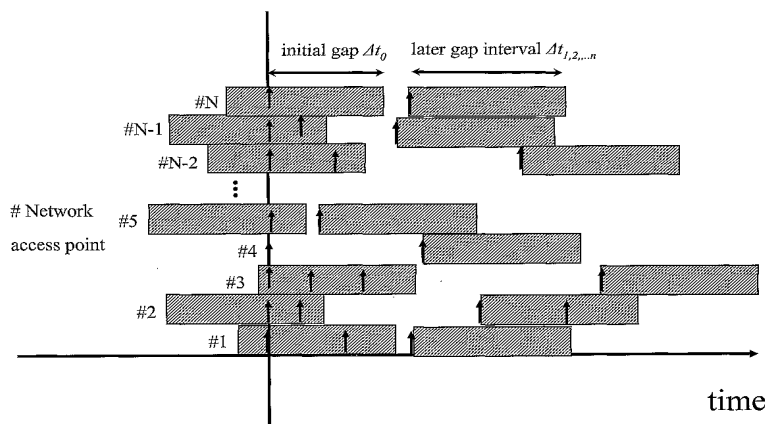 initial gap Δt0 later gap interval Δt1,2,...n
#N
#N-1
#N-2
#5
# Network
access point
#4
#3
#2
#1
time